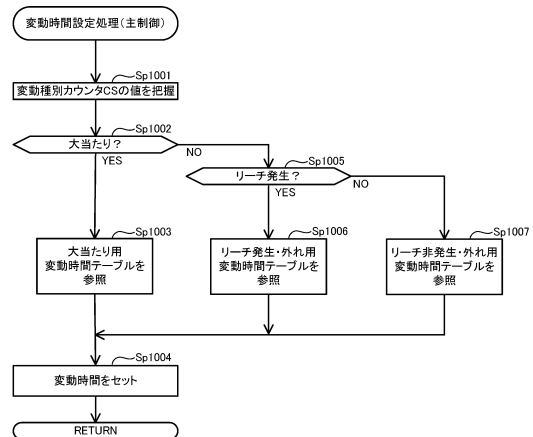 変動時間設定処理(主制御)
Sp1001
変動種別カウンタCSの値を把握
Sp1002
大当たり?
NO
YES
Sp1005
リーチ発生?
NO
YES
Sp1003
大当たり用
変動時間テーブルを
参照
Sp1006
リーチ発生・外れ用
変動時間テーブルを
参照
Sp1007
リーチ非発生・外れ用
変動時間テーブルを
参照
Sp1004
変動時間をセット
RETURN